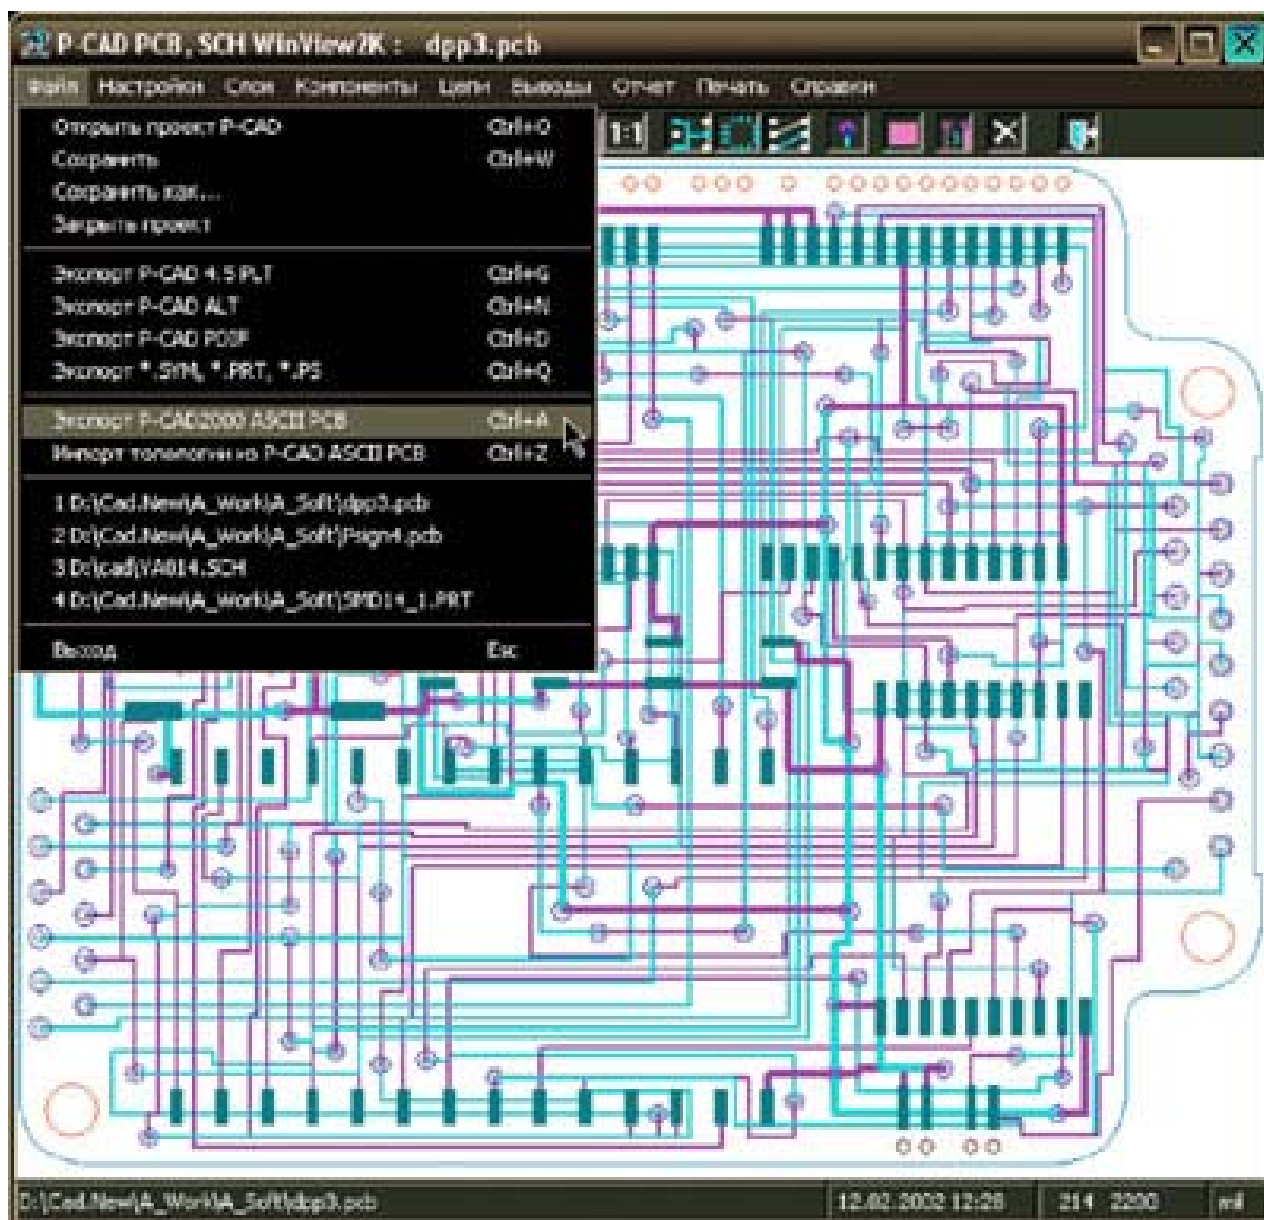 P-CAD PCB, SCH WinView2K : dpp3.pcb
Файл Настройки Слои Компоненты Цепи Выводы Отчет Печать Справки
1:1
Открыть проект P-CAD Ctrl+O
Сохранить Ctrl+W
Сохранить как...
Закрыть проект
Экспорт P-CAD 4.5 PLT Ctrl+G
Экспорт P-CAD ALT Ctrl+N
Экспорт P-CAD PDIF Ctrl+D
Экспорт *.SYM, *.PRT, *.PS Ctrl+Q
Экспорт P-CAD2000 ASCII PCB Ctrl+A
Импорт топологии из P-CAD ASCII PCB Ctrl+Z
1 D:\Cad.New\A_Work\A_Soft\dpp3.pcb
2 D:\Cad.New\A_Work\A_Soft\Psign4.pcb
3 D:\cad\YA814.SCH
4 D:\Cad.New\A_Work\A_Soft\SMD14_1.PRT
Выход Esc
D:\Cad.New\A_Work\A_Soft\dpp3.pcb 12.02.2002 12:28 214 2200 mil